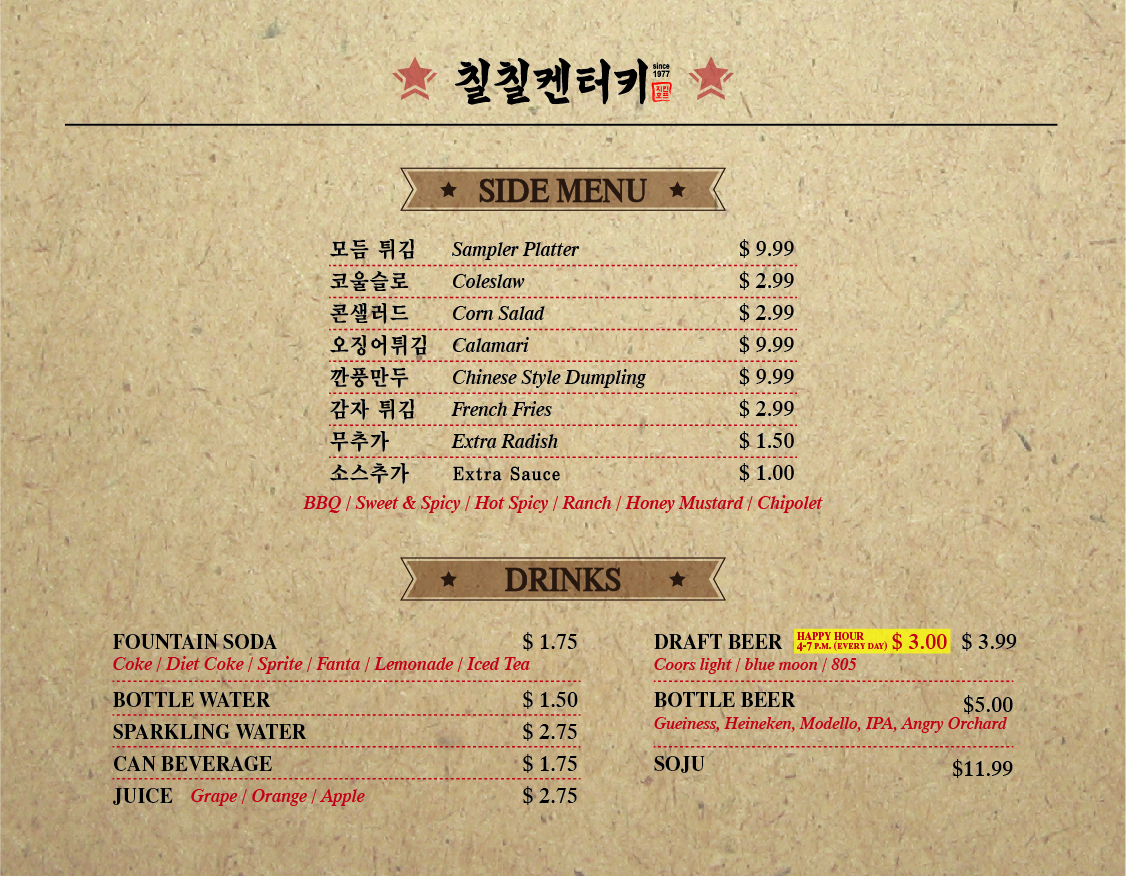 칠칠켄터키
since
1977
치킨
호프
SIDE MENU
모듬 튀김 Sampler Platter $ 9.99
코울슬로 Coleslaw $ 2.99
콘샐러드 Corn Salad $ 2.99
오징어튀김 Calamari $ 9.99
깐풍만두 Chinese Style Dumpling $ 9.99
감자 튀김 French Fries $ 2.99
무추가 Extra Radish $ 1.50
소스추가 Extra Sauce $ 1.00
BBQ / Sweet & Spicy / Hot Spicy / Ranch / Honey Mustard / Chipolet
DRINKS
FOUNTAIN SODA $ 1.75
Coke / Diet Coke / Sprite / Fanta / Lemonade / Iced Tea
BOTTLE WATER $ 1.50
SPARKLING WATER $ 2.75
CAN BEVERAGE $ 1.75
JUICE Grape / Orange / Apple $ 2.75
DRAFT BEER HAPPY HOUR 4-7 P.M. (EVERY DAY) $ 3.00 $ 3.99
Coors light / blue moon / 805
BOTTLE BEER $5.00
Gueiness, Heineken, Modello, IPA, Angry Orchard
SOJU $11.99